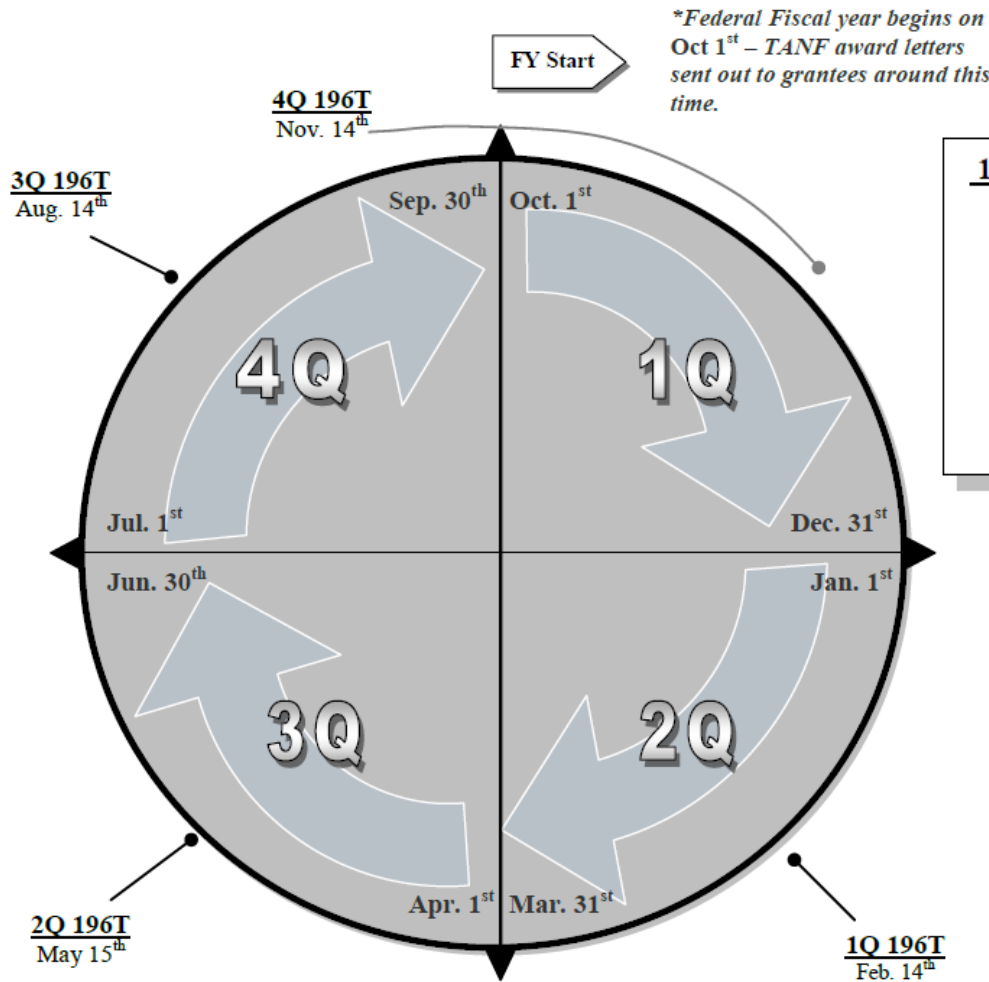 *Federal Fiscal year begins on
Oct 1st – TANF award letters
sent out to grantees around this
time.
FY Start
4Q 196T
Nov. 14th
3Q 196T
Aug. 14th
1
Sep. 30th
Oct. 1st
4Q
1Q
Jul. 1st
Dec. 31st
Jun. 30th
Jan. 1st
3Q
2Q
Apr. 1st
Mar. 31st
2Q 196T
May 15th
1Q 196T
Feb. 14th